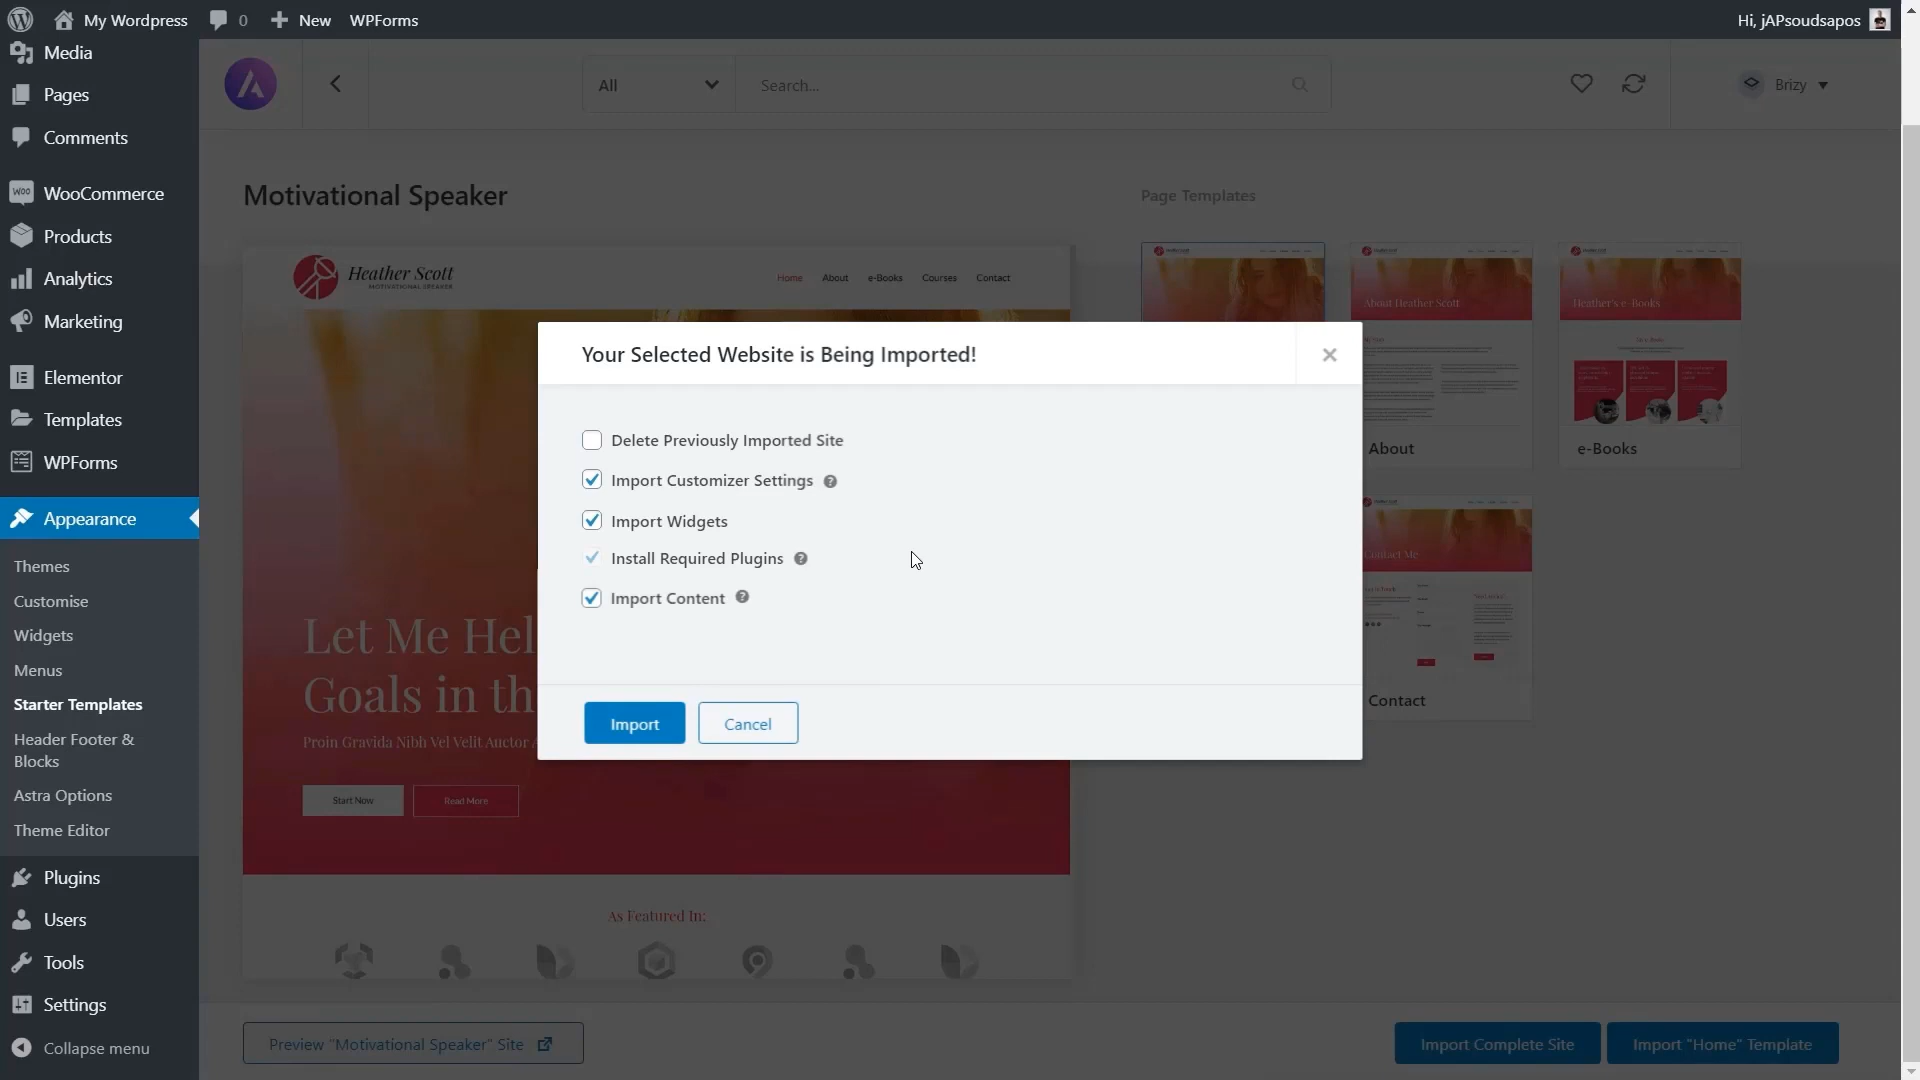 My Wordpress
0
New
WPForms
Hi, jAPsoudsapos
Media
Pages
Comments
WooCommerce
Products
Analytics
Marketing
Elementor
Templates
WPForms
Appearance
Themes
Customise
Widgets
Menus
Starter Templates
Header Footer &
Blocks
Astra Options
Theme Editor
Plugins
Users
Tools
Settings
Collapse menu
All
Search...
Brizy
Motivational Speaker
Page Templates
Heather Scott
MOTIVATIONAL SPEAKER
Home
About
e-Books
Courses
Contact
Let Me Hel
Goals in th
Proin Gravida Nibh Vel Velit Auctor A
Start Now
Read More
As Featured In:
Your Selected Website is Being Imported!
Delete Previously Imported Site
Import Customizer Settings
Import Widgets
Install Required Plugins
Import Content
Import
Cancel
About Heather Scott
Heather's e-Books
About
e-Books
Contact Me
Contact
Preview "Motivational Speaker" Site
Import Complete Site
Import "Home" Template